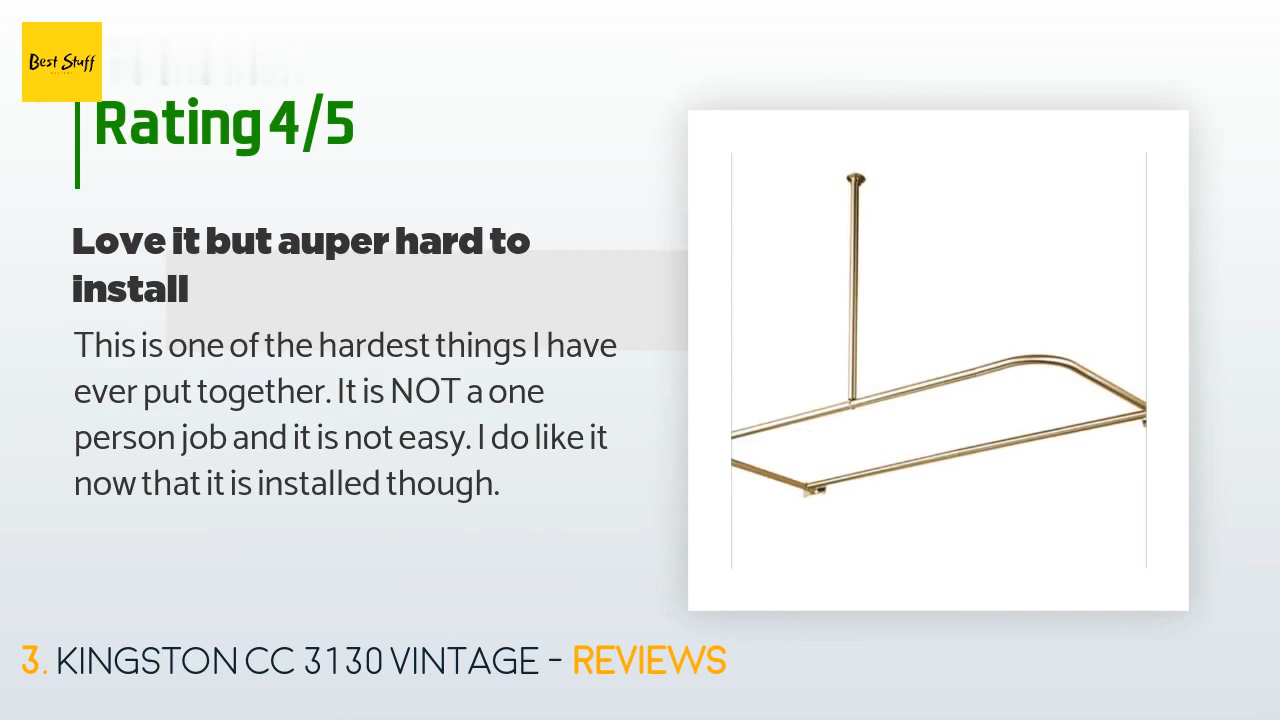 Best Stuff
Rating 4/5
Love it but auper hard to
install
This is one of the hardest things I have
ever put together. It is NOT a one
person job and it is not easy. I do like it
now that it is installed though.
3. KINGSTON CC 3130 VINTAGE - REVIEWS